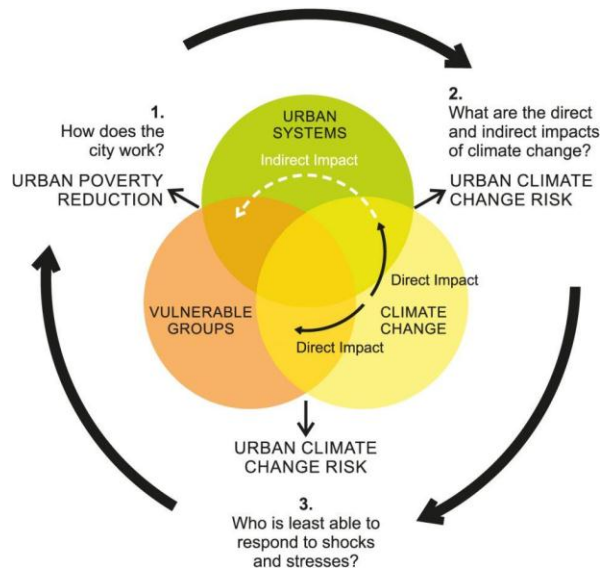 1.
How does the
city work?
URBAN POVERTY
REDUCTION
URBAN
SYSTEMS
Indirect Impact
2.
What are the direct
and indirect impacts
of climate change?
URBAN CLIMATE
CHANGE RISK
Direct Impact
VULNERABLE
GROUPS
CLIMATE
CHANGE
Direct Impact
URBAN CLIMATE
CHANGE RISK
3.
Who is least able to
respond to shocks
and stresses?